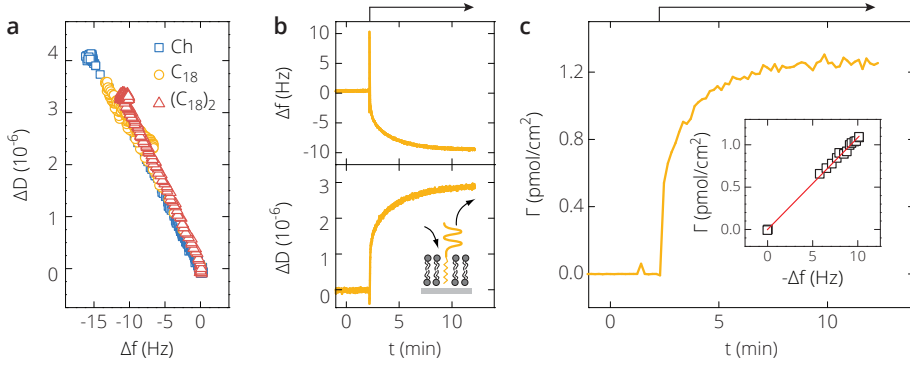 a
ΔD (10⁻⁶)
4
3
2
1
0
-15 -10 -5 0
Δf (Hz)
Ch
C₁₈
(C₁₈)₂
b
Δf (Hz)
10
5
0
-5
-10
ΔD (10⁻⁶)
3
2
1
0
0 5 10
t (min)
c
Γ (pmol/cm²)
1.2
0.8
0.4
0.0
0 5 10
t (min)
Γ (pmol/cm²)
1.0
0.5
0.0
0 5 10
-Δf (Hz)